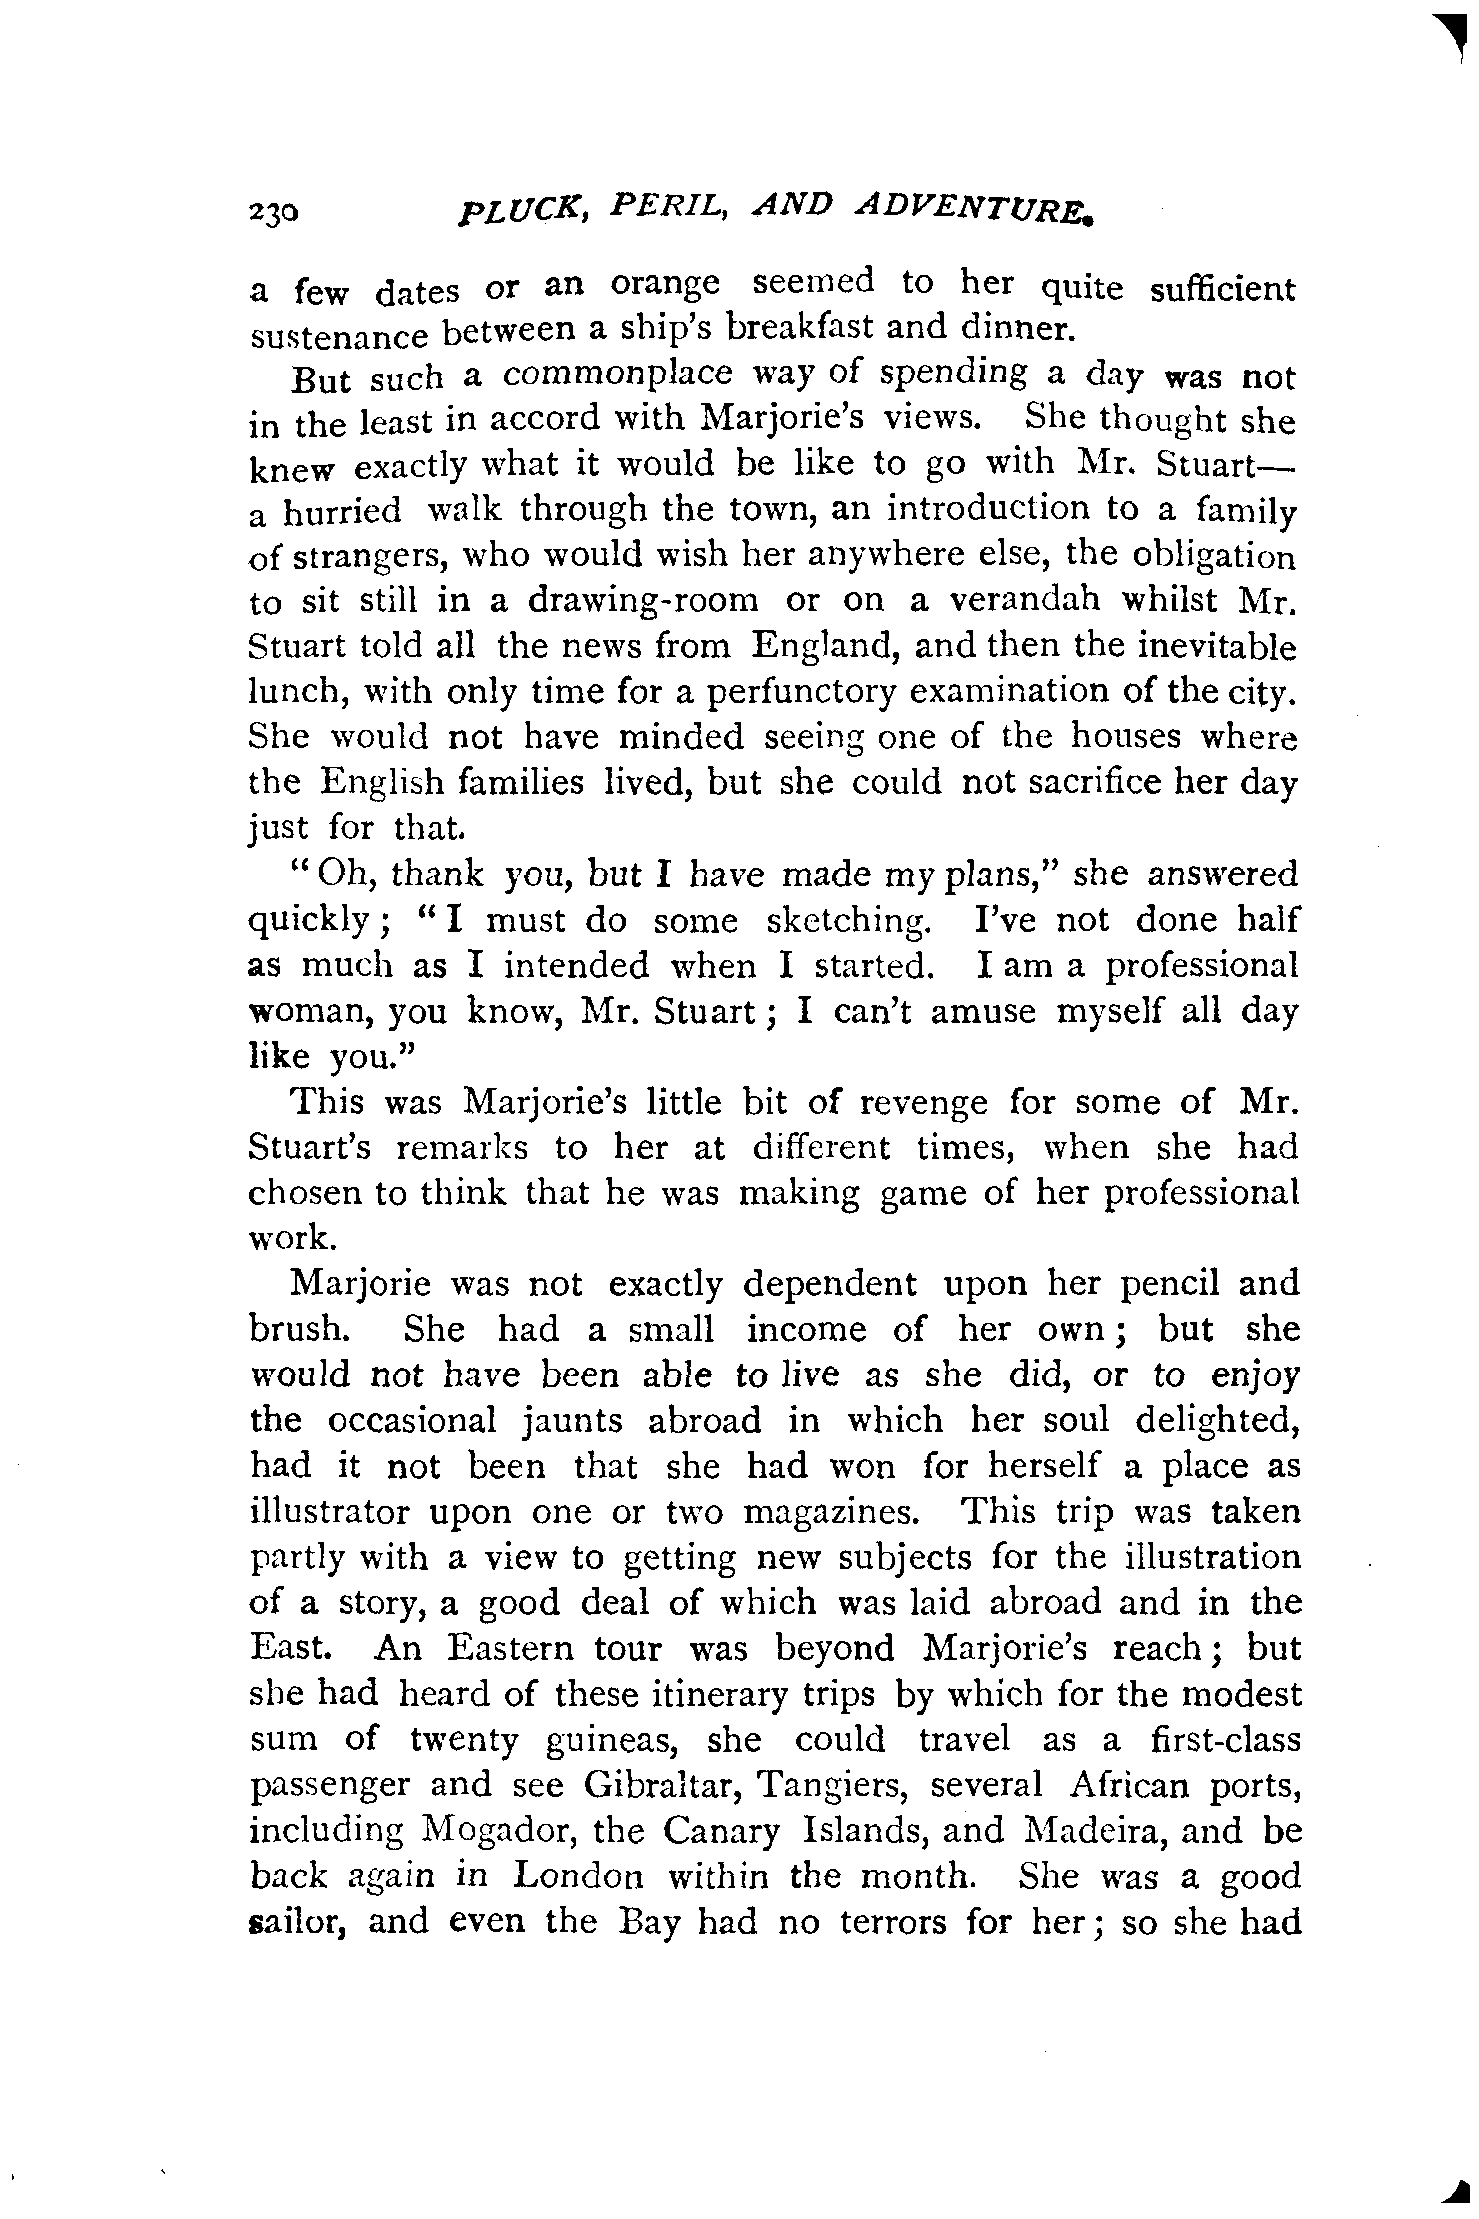 230 PLUCK, PERIL, AND ADVENTURE.
a few dates or an orange seemed to her quite sufficient
sustenance between a ship's breakfast and dinner.
But such a commonplace way of spending a day was not
in the least in accord with Marjorie's views. She thought she
knew exactly what it would be like to go with Mr. Stuart—
a hurried walk through the town, an introduction to a family
of strangers, who would wish her anywhere else, the obligation
to sit still in a drawing-room or on a verandah whilst Mr.
Stuart told all the news from England, and then the inevitable
lunch, with only time for a perfunctory examination of the city.
She would not have minded seeing one of the houses where
the English families lived, but she could not sacrifice her day
just for that.
"Oh, thank you, but I have made my plans," she answered
quickly; "I must do some sketching. I've not done half
as much as I intended when I started. I am a professional
woman, you know, Mr. Stuart; I can't amuse myself all day
like you."
This was Marjorie's little bit of revenge for some of Mr.
Stuart's remarks to her at different times, when she had
chosen to think that he was making game of her professional
work.
Marjorie was not exactly dependent upon her pencil and
brush. She had a small income of her own; but she
would not have been able to live as she did, or to enjoy
the occasional jaunts abroad in which her soul delighted,
had it not been that she had won for herself a place as
illustrator upon one or two magazines. This trip was taken
partly with a view to getting new subjects for the illustration
of a story, a good deal of which was laid abroad and in the
East. An Eastern tour was beyond Marjorie's reach; but
she had heard of these itinerary trips by which for the modest
sum of twenty guineas, she could travel as a first-class
passenger and see Gibraltar, Tangiers, several African ports,
including Mogador, the Canary Islands, and Madeira, and be
back again in London within the month. She was a good
sailor, and even the Bay had no terrors for her; so she had